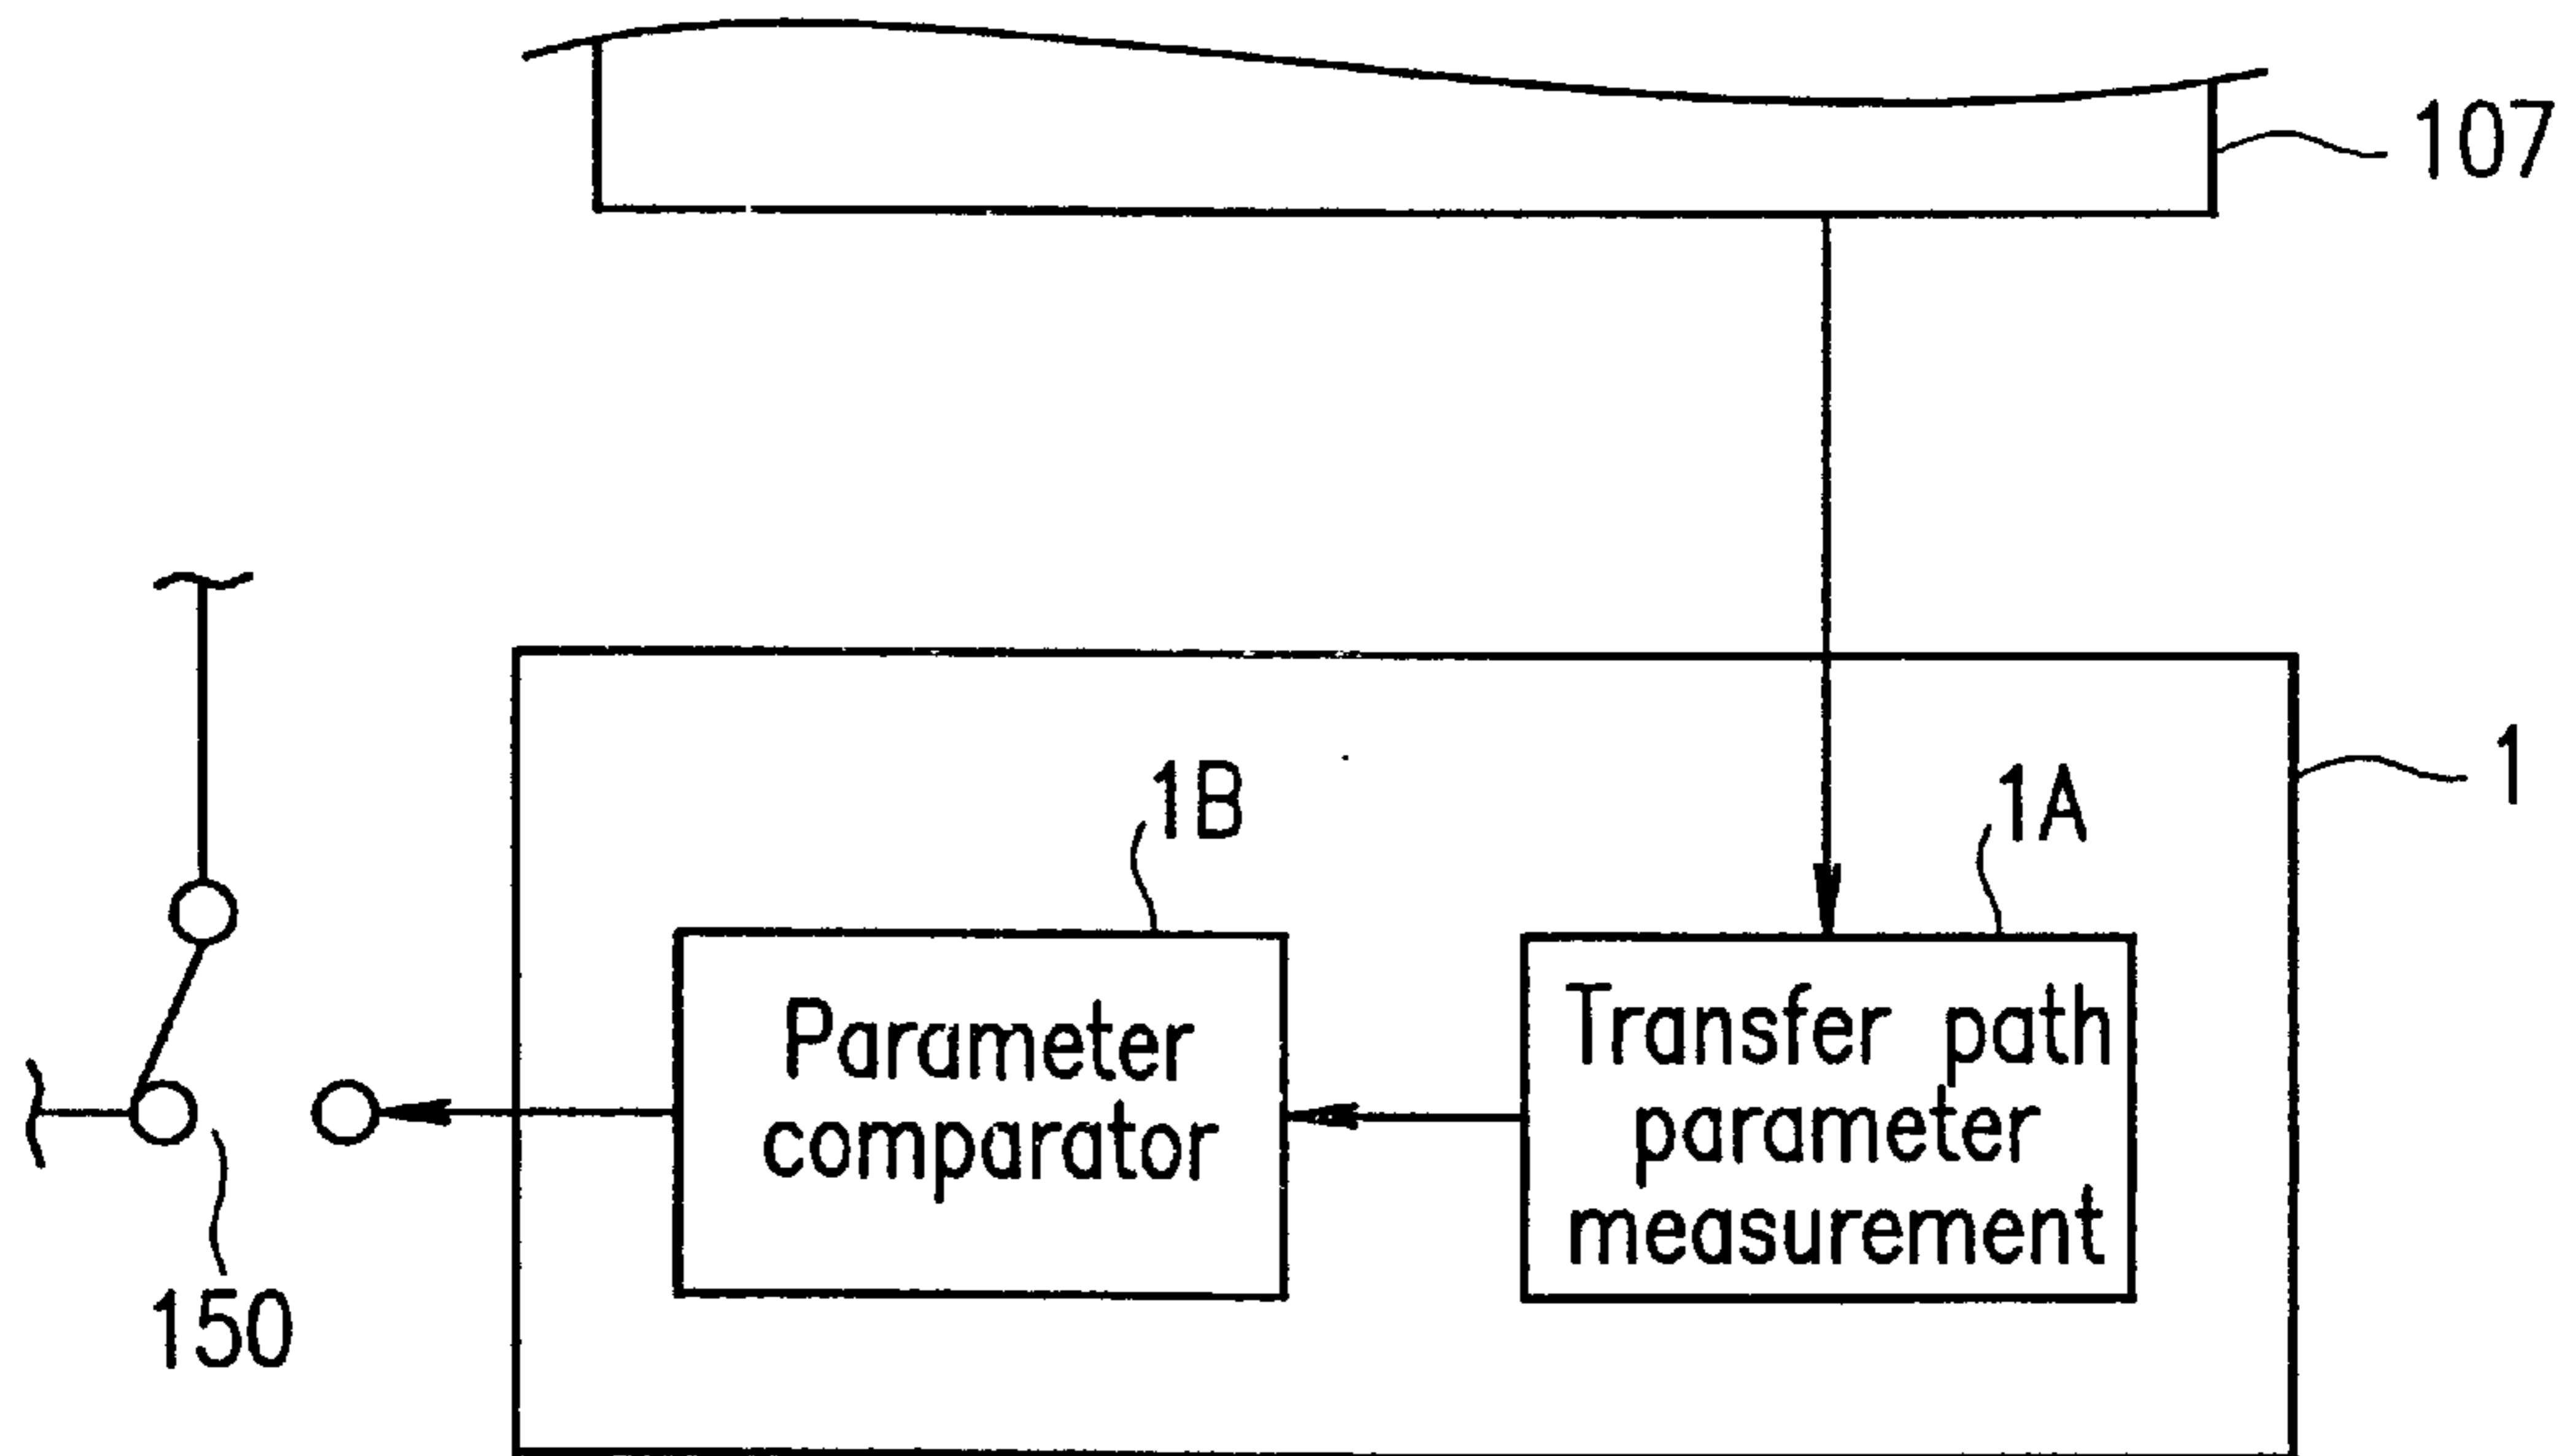 107
1
1B
1A
Parameter
comparator
Transfer path
parameter
measurement
150